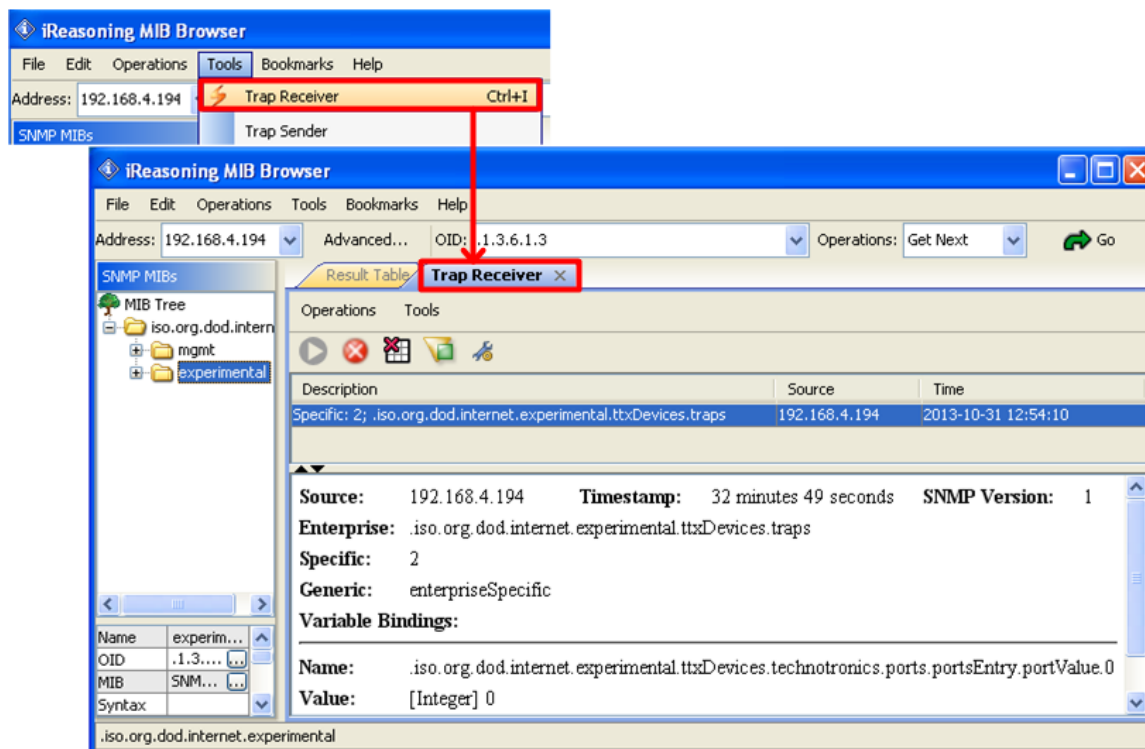 iReasoning MIB Browser
File Edit Operations Tools Bookmarks Help
Address: 192.168.4.194
Trap Receiver Ctrl+I
SNMP MIBs
Trap Sender
iReasoning MIB Browser
File Edit Operations Tools Bookmarks Help
Address: 192.168.4.194 Advanced... OID: .1.3.6.1.3 Operations: Get Next Go
SNMP MIBs
Result Table Trap Receiver
MIB Tree
iso.org.dod.intern
mgmt
experimental
Operations Tools
Description Source Time
Specific: 2; .iso.org.dod.internet.experimental.ttxDevices.traps 192.168.4.194 2013-10-31 12:54:10
Source: 192.168.4.194 Timestamp: 32 minutes 49 seconds SNMP Version: 1
Enterprise: .iso.org.dod.internet.experimental.ttxDevices.traps
Specific: 2
Generic: enterpriseSpecific
Variable Bindings:
Name: .iso.org.dod.internet.experimental.ttxDevices.technotronics.ports.portsEntry.portValue.0
Value: [Integer] 0
Name experim...
OID .1.3.... ...
MIB SNM... ...
Syntax
.iso.org.dod.internet.experimental